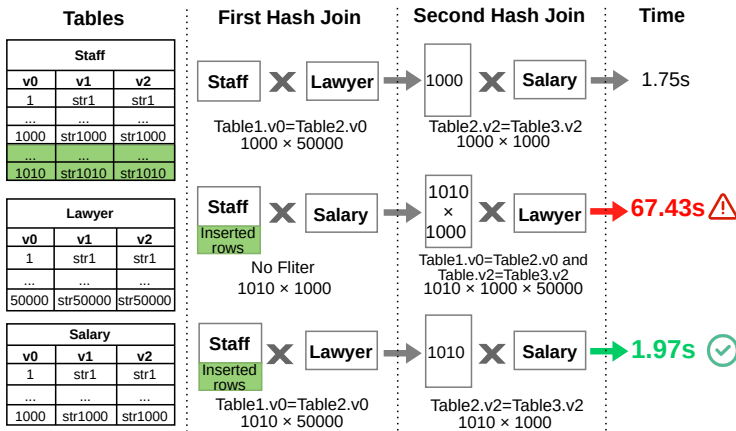 Tables
First Hash Join
Second Hash Join
Time
Staff
v0 v1 v2
1 str1 str1
... ... ...
1000 str1000 str1000
... ... ...
1010 str1010 str1010
Staff
Lawyer
1000
Salary
1.75s
Table1.v0=Table2.v0
1000 × 50000
Table2.v2=Table3.v2
1000 × 1000
Lawyer
v0 v1 v2
1 str1 str1
... ... ...
50000 str50000 str50000
Staff
Inserted
rows
Salary
1010
×
1000
Lawyer
67.43s
No Fliter
1010 × 1000
Table1.v0=Table2.v0 and
Table.v2=Table3.v2
1010 × 1000 × 50000
Salary
v0 v1 v2
1 str1 str1
... ... ...
1000 str1000 str1000
Staff
Inserted
rows
Lawyer
1010
Salary
1.97s
Table1.v0=Table2.v0
1010 × 50000
Table2.v2=Table3.v2
1010 × 1000